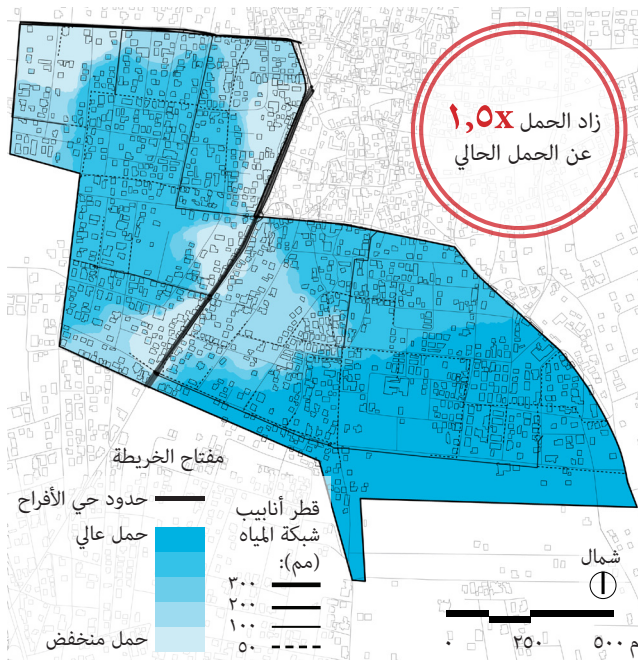 زاد الحمل ١,٥x
عن الحمل الحالي
مفتاح الخريطة
حدود حي الأفراح
حمل عالي
حمل منخفض
قطر أنابيب
شبكة المياه
(مم):
٣٠٠
٢٠٠
١٠٠
٥٠
شمال
٠ ٢٥٠ ٥٠٠ م